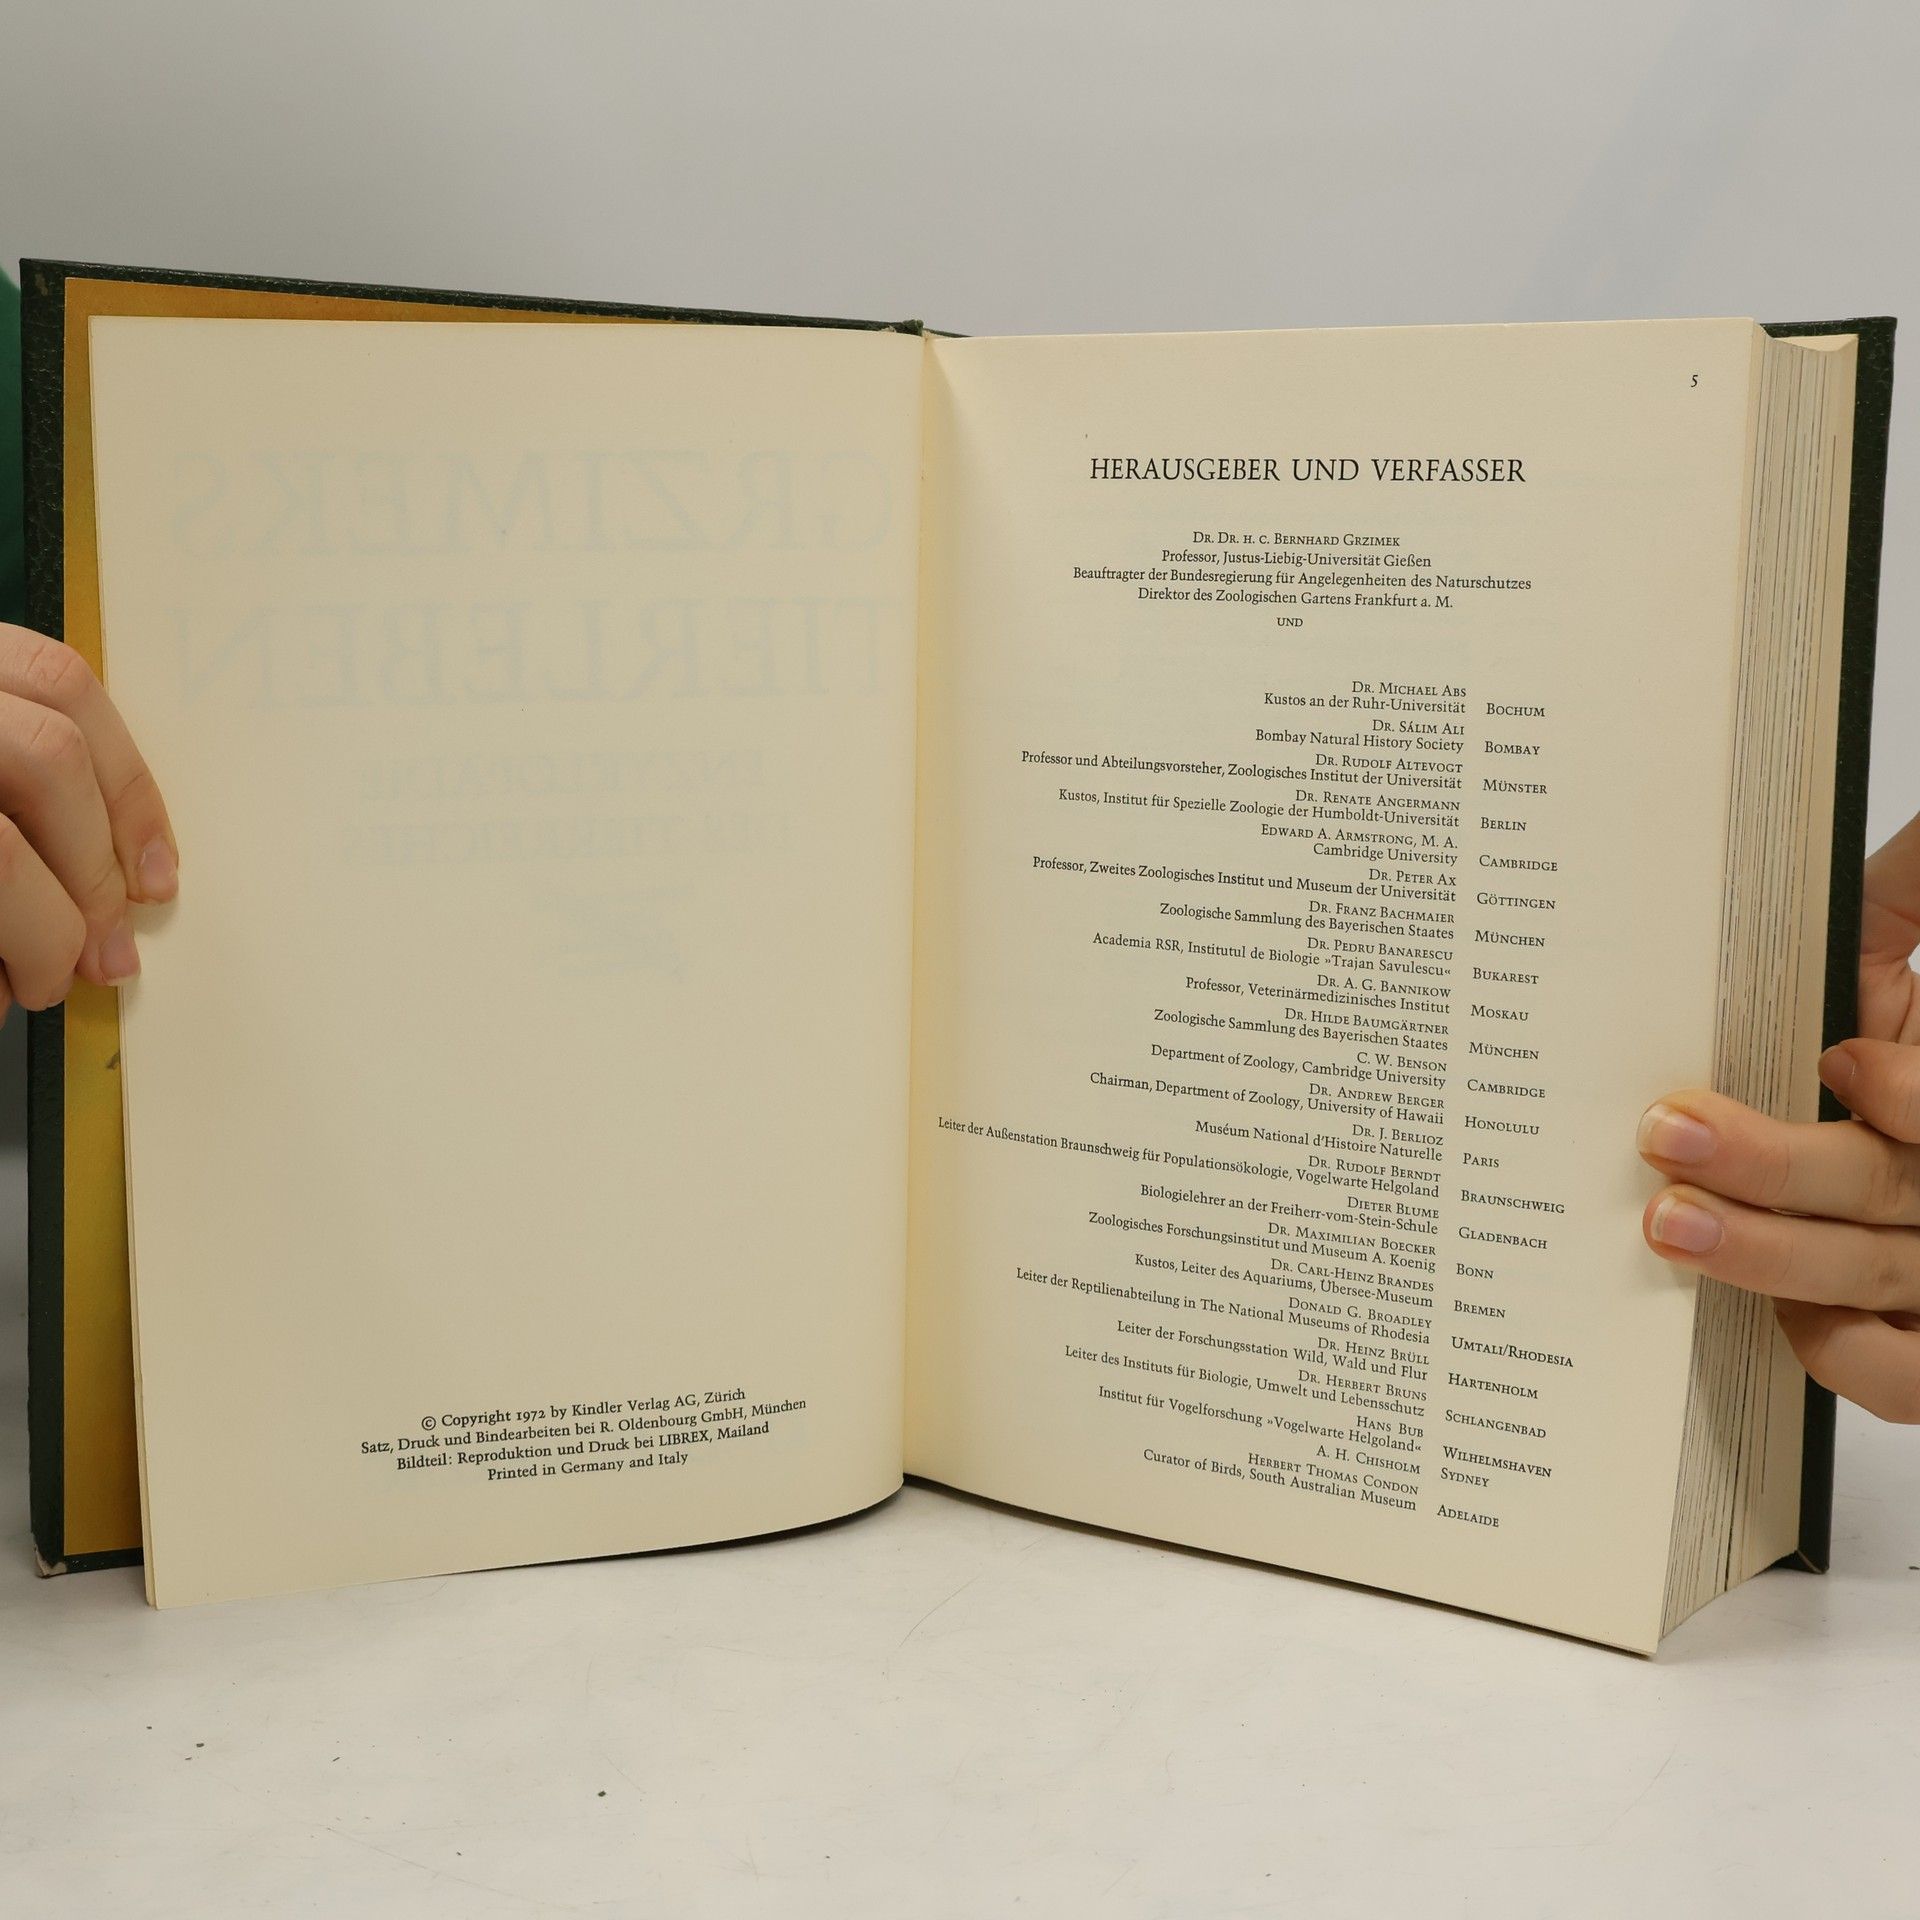 GRZIMEKS
TIERLEBEN
© Copyright 1972 by Kindler Verlag AG, Zürich
Satz, Druck und Bindearbeiten bei R. Oldenbourg GmbH, München
Bildteil: Reproduktion und Druck bei LIBREX, Mailand
Printed in Germany and Italy
5
HERAUSGEBER UND VERFASSER
DR. DR. H. C. BERNHARD GRZIMEK
Professor, Justus-Liebig-Universität Gießen
Beauftragter der Bundesregierung für Angelegenheiten des Naturschutzes
Direktor des Zoologischen Gartens Frankfurt a. M.
UND
DR. MICHAEL ABS
Kustos an der Ruhr-Universität BOCHUM
DR. SÁLIM ALI
Bombay Natural History Society BOMBAY
DR. RUDOLF ALTEVOGT
Professor und Abteilungsvorsteher, Zoologisches Institut der Universität MÜNSTER
DR. RENATE ANGERMANN
Kustos, Institut für Spezielle Zoologie der Humboldt-Universität BERLIN
EDWARD A. ARMSTRONG, M. A.
Cambridge University CAMBRIDGE
DR. PETER AX
Professor, Zweites Zoologisches Institut und Museum der Universität GÖTTINGEN
DR. FRANZ BACHMAIER
Zoologische Sammlung des Bayerischen Staates MÜNCHEN
DR. PEDRU BANARESCU
Academia RSR, Institutul de Biologie »Trajan Savulescu« BUKAREST
DR. A. G. BANNIKOW
Professor, Veterinärmedizinisches Institut MOSKAU
DR. HILDE BAUMGÄRTNER
Zoologische Sammlung des Bayerischen Staates MÜNCHEN
C. W. BENSON
Department of Zoology, Cambridge University CAMBRIDGE
DR. ANDREW BERGER
Chairman, Department of Zoology, University of Hawaii HONOLULU
DR. J. BERLIOZ
Muséum National d'Histoire Naturelle PARIS
DR. RUDOLF BERNDT
Leiter der Außenstation Braunschweig für Populationsökologie, Vogelwarte Helgoland BRAUNSCHWEIG
DIETER BLUME
Biologielehrer an der Freiherr-vom-Stein-Schule GLADENBACH
DR. MAXIMILIAN BOECKER
Zoologisches Forschungsinstitut und Museum A. Koenig BONN
DR. CARL-HEINZ BRANDES
Kustos, Leiter des Aquariums, Übersee-Museum BREMEN
DONALD G. BROADLEY
Leiter der Reptilienabteilung in The National Museums of Rhodesia UMTALI/RHODESIA
DR. HEINZ BRÜLL
Leiter der Forschungsstation Wild, Wald und Flur HARTENHOLM
DR. HERBERT BRUNS
Leiter des Instituts für Biologie, Umwelt und Lebensschutz SCHLANGENBAD
HANS BUB
Institut für Vogelforschung »Vogelwarte Helgoland« WILHELMSHAVEN
A. H. CHISHOLM SYDNEY
HERBERT THOMAS CONDON
Curator of Birds, South Australian Museum ADELAIDE